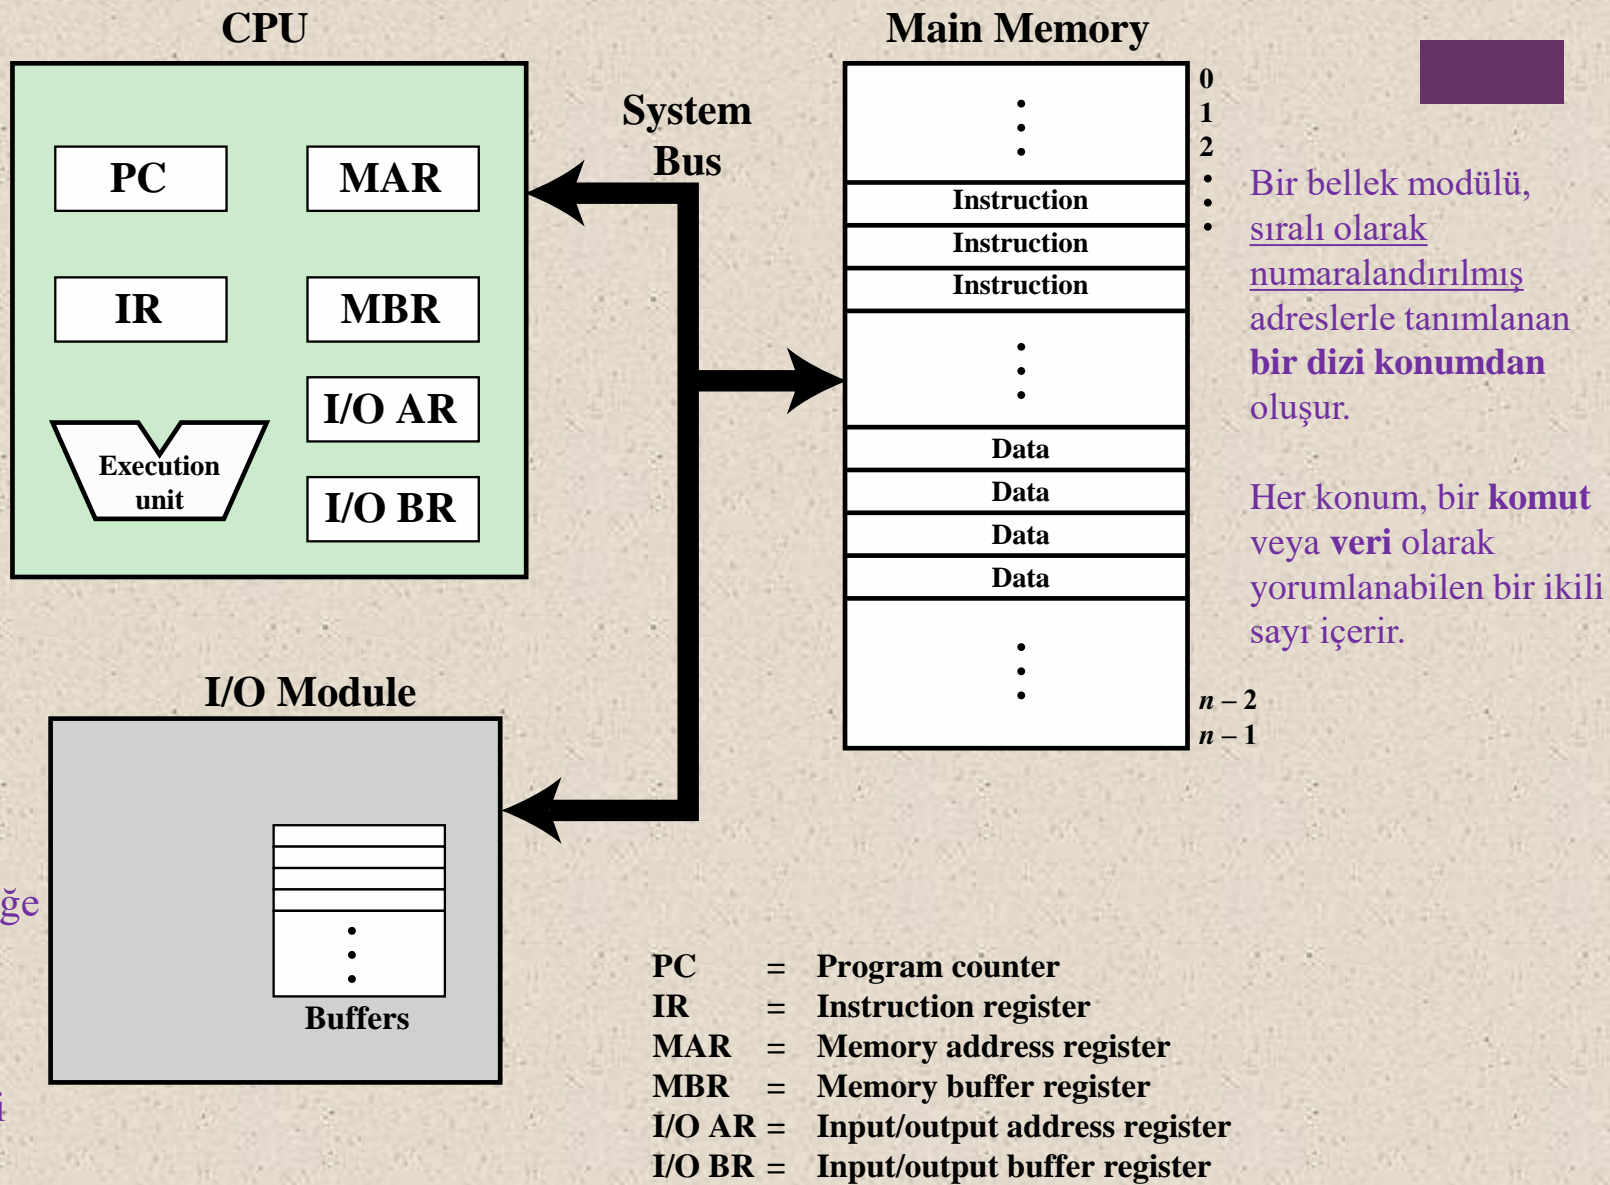 CPU
PC
MAR
IR
MBR
I/O AR
Execution
unit
I/O BR
System
Bus
Main Memory
0
1
2
Instruction
Instruction
Instruction
Data
Data
Data
Data
n – 2
n – 1
Bir bellek modülü,
sıralı olarak
numaralandırılmış
adreslerle tanımlanan
bir dizi konumdan
oluşur.
Her konum, bir komut
veya veri olarak
yorumlanabilen bir ikili
sayı içerir.
I/O Module
Buffers
ğe
PC = Program counter
IR = Instruction register
MAR = Memory address register
MBR = Memory buffer register
I/O AR = Input/output address register
I/O BR = Input/output buffer register